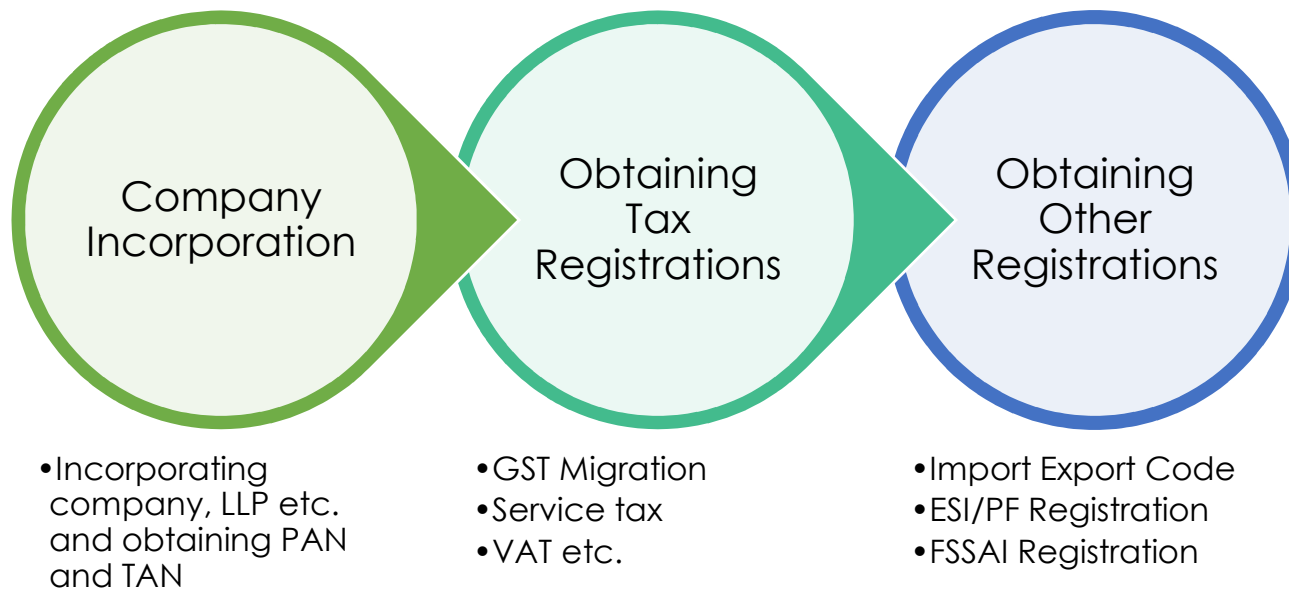 Company
Incorporation
•Incorporating
company, LLP etc.
and obtaining PAN
and TAN
Obtaining
Tax
Registrations
•GST Migration
•Service tax
•VAT etc.
Obtaining
Other
Registrations
•Import Export Code
•ESI/PF Registration
•FSSAI Registration